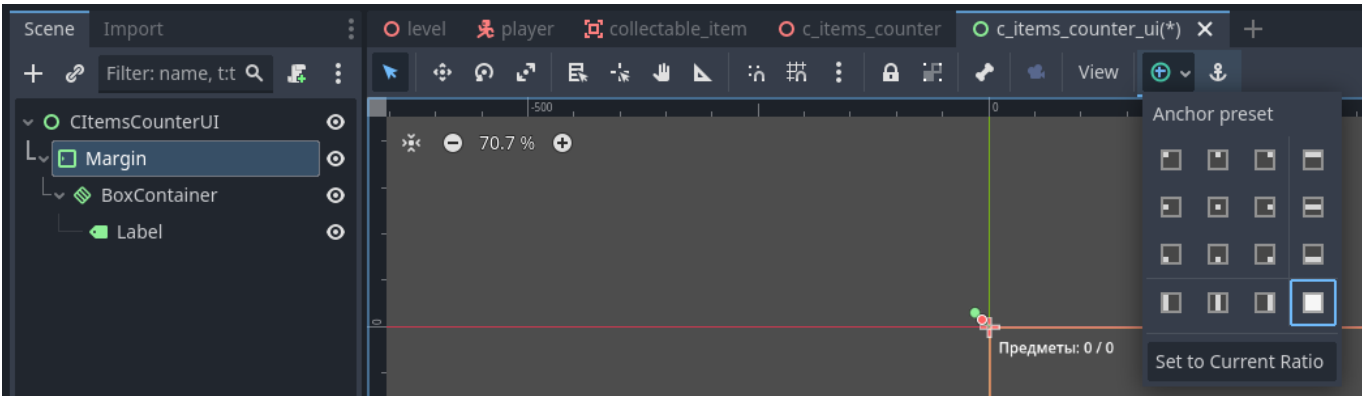 Scene Import level player collectable_item c_items_counter c_items_counter_ui(*)
Filter: name, t:t View
-500 0
CItemsCounterUI Anchor preset
70.7 %
Margin
BoxContainer
Label
0
Предметы: 0 / 0
Set to Current Ratio